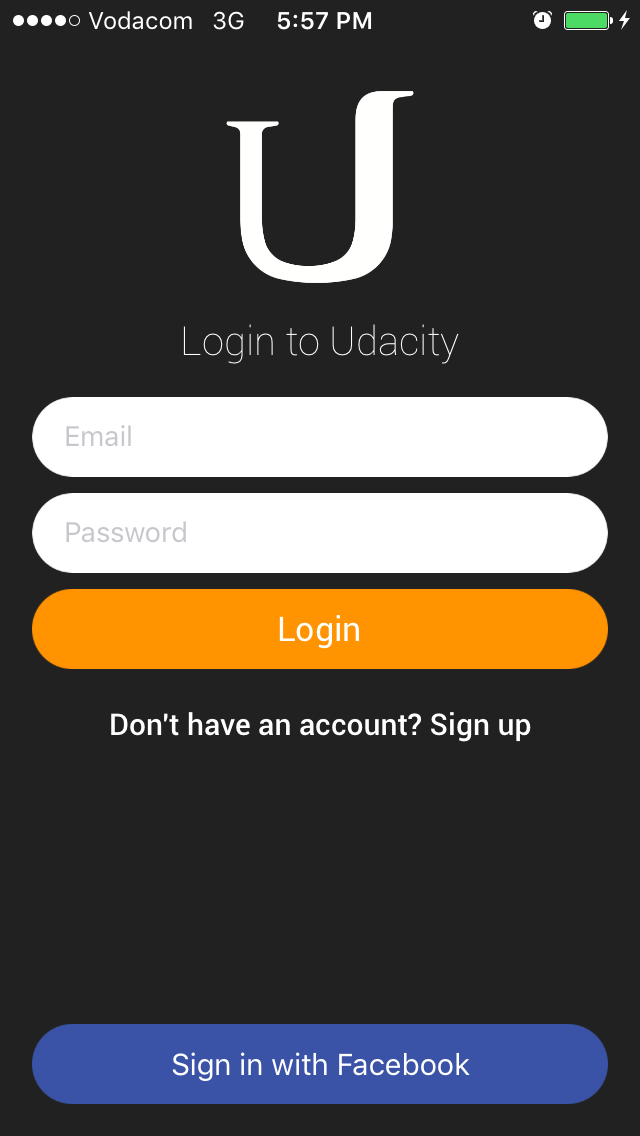 Vodacom 3G 5:57 PM
U
Login to Udacity
Email
Password
Login
Don't have an account? Sign up
Sign in with Facebook